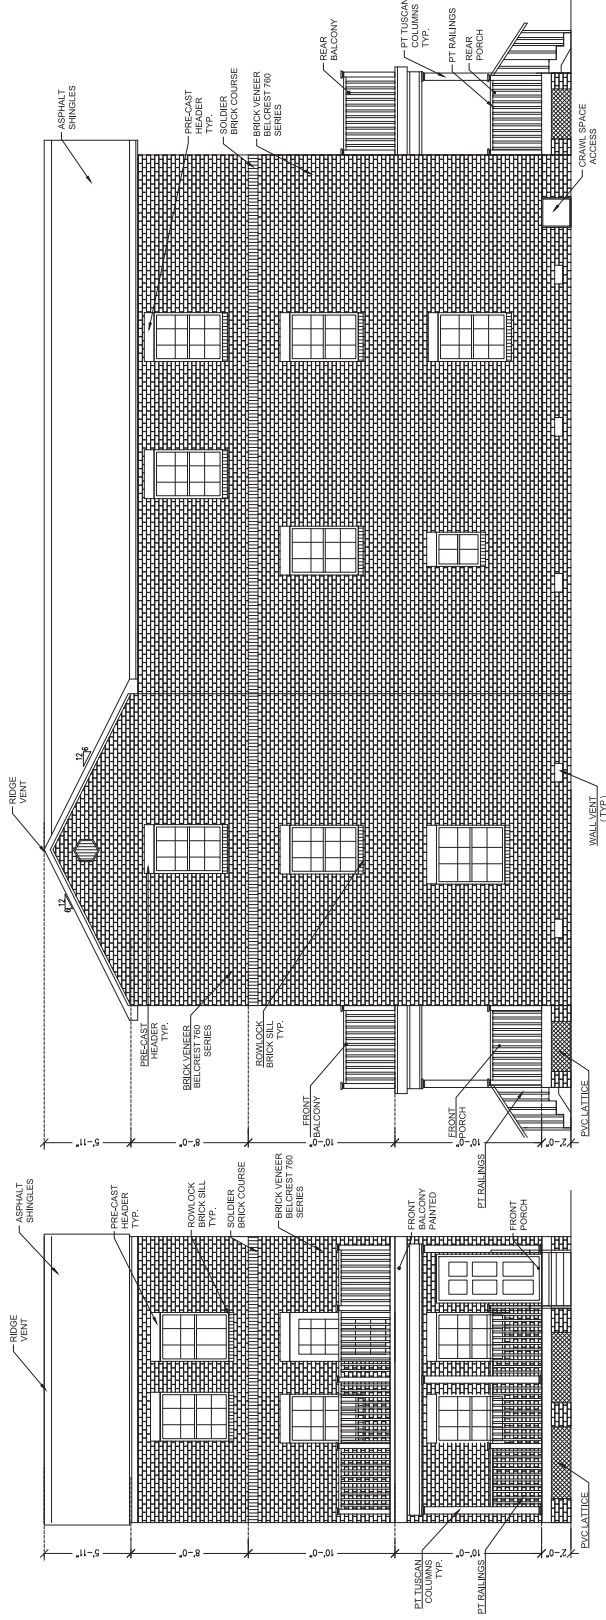 RIDGE
VENT
ASPHALT
SHINGLES
PRE-CAST
HEADER
TYP.
ROWLOCK
BRICK SILL
TYP.
SOLDIER
BRICK COURSE
BRICK VENEER
BELCREST 760
SERIES
FRONT
BALCONY
PAINTED
FRONT
PORCH
5'-11"
8'-0"
10'-0"
10'-0"
2'-0"
PT TUSCAN
COLUMNS
TYP.
PT RAILINGS
PVC LATTICE
RIDGE
VENT
12
6
12
6
ASPHALT
SHINGLES
PRE-CAST
HEADER
TYP.
BRICK VENEER
BELCREST 760
SERIES
ROWLOCK
BRICK SILL
TYP.
FRONT
BALCONY
FRONT
PORCH
PT RAILINGS
PVC LATTICE
5'-11"
8'-0"
10'-0"
10'-0"
2'-0"
WALL VENT
(TYP.)
PRE-CAST
HEADER
TYP.
SOLDIER
BRICK COURSE
BRICK VENEER
BELCREST 760
SERIES
REAR
BALCONY
PT TUSCAN
COLUMNS
TYP.
PT RAILINGS
REAR
PORCH
CRAWL SPACE
ACCESS